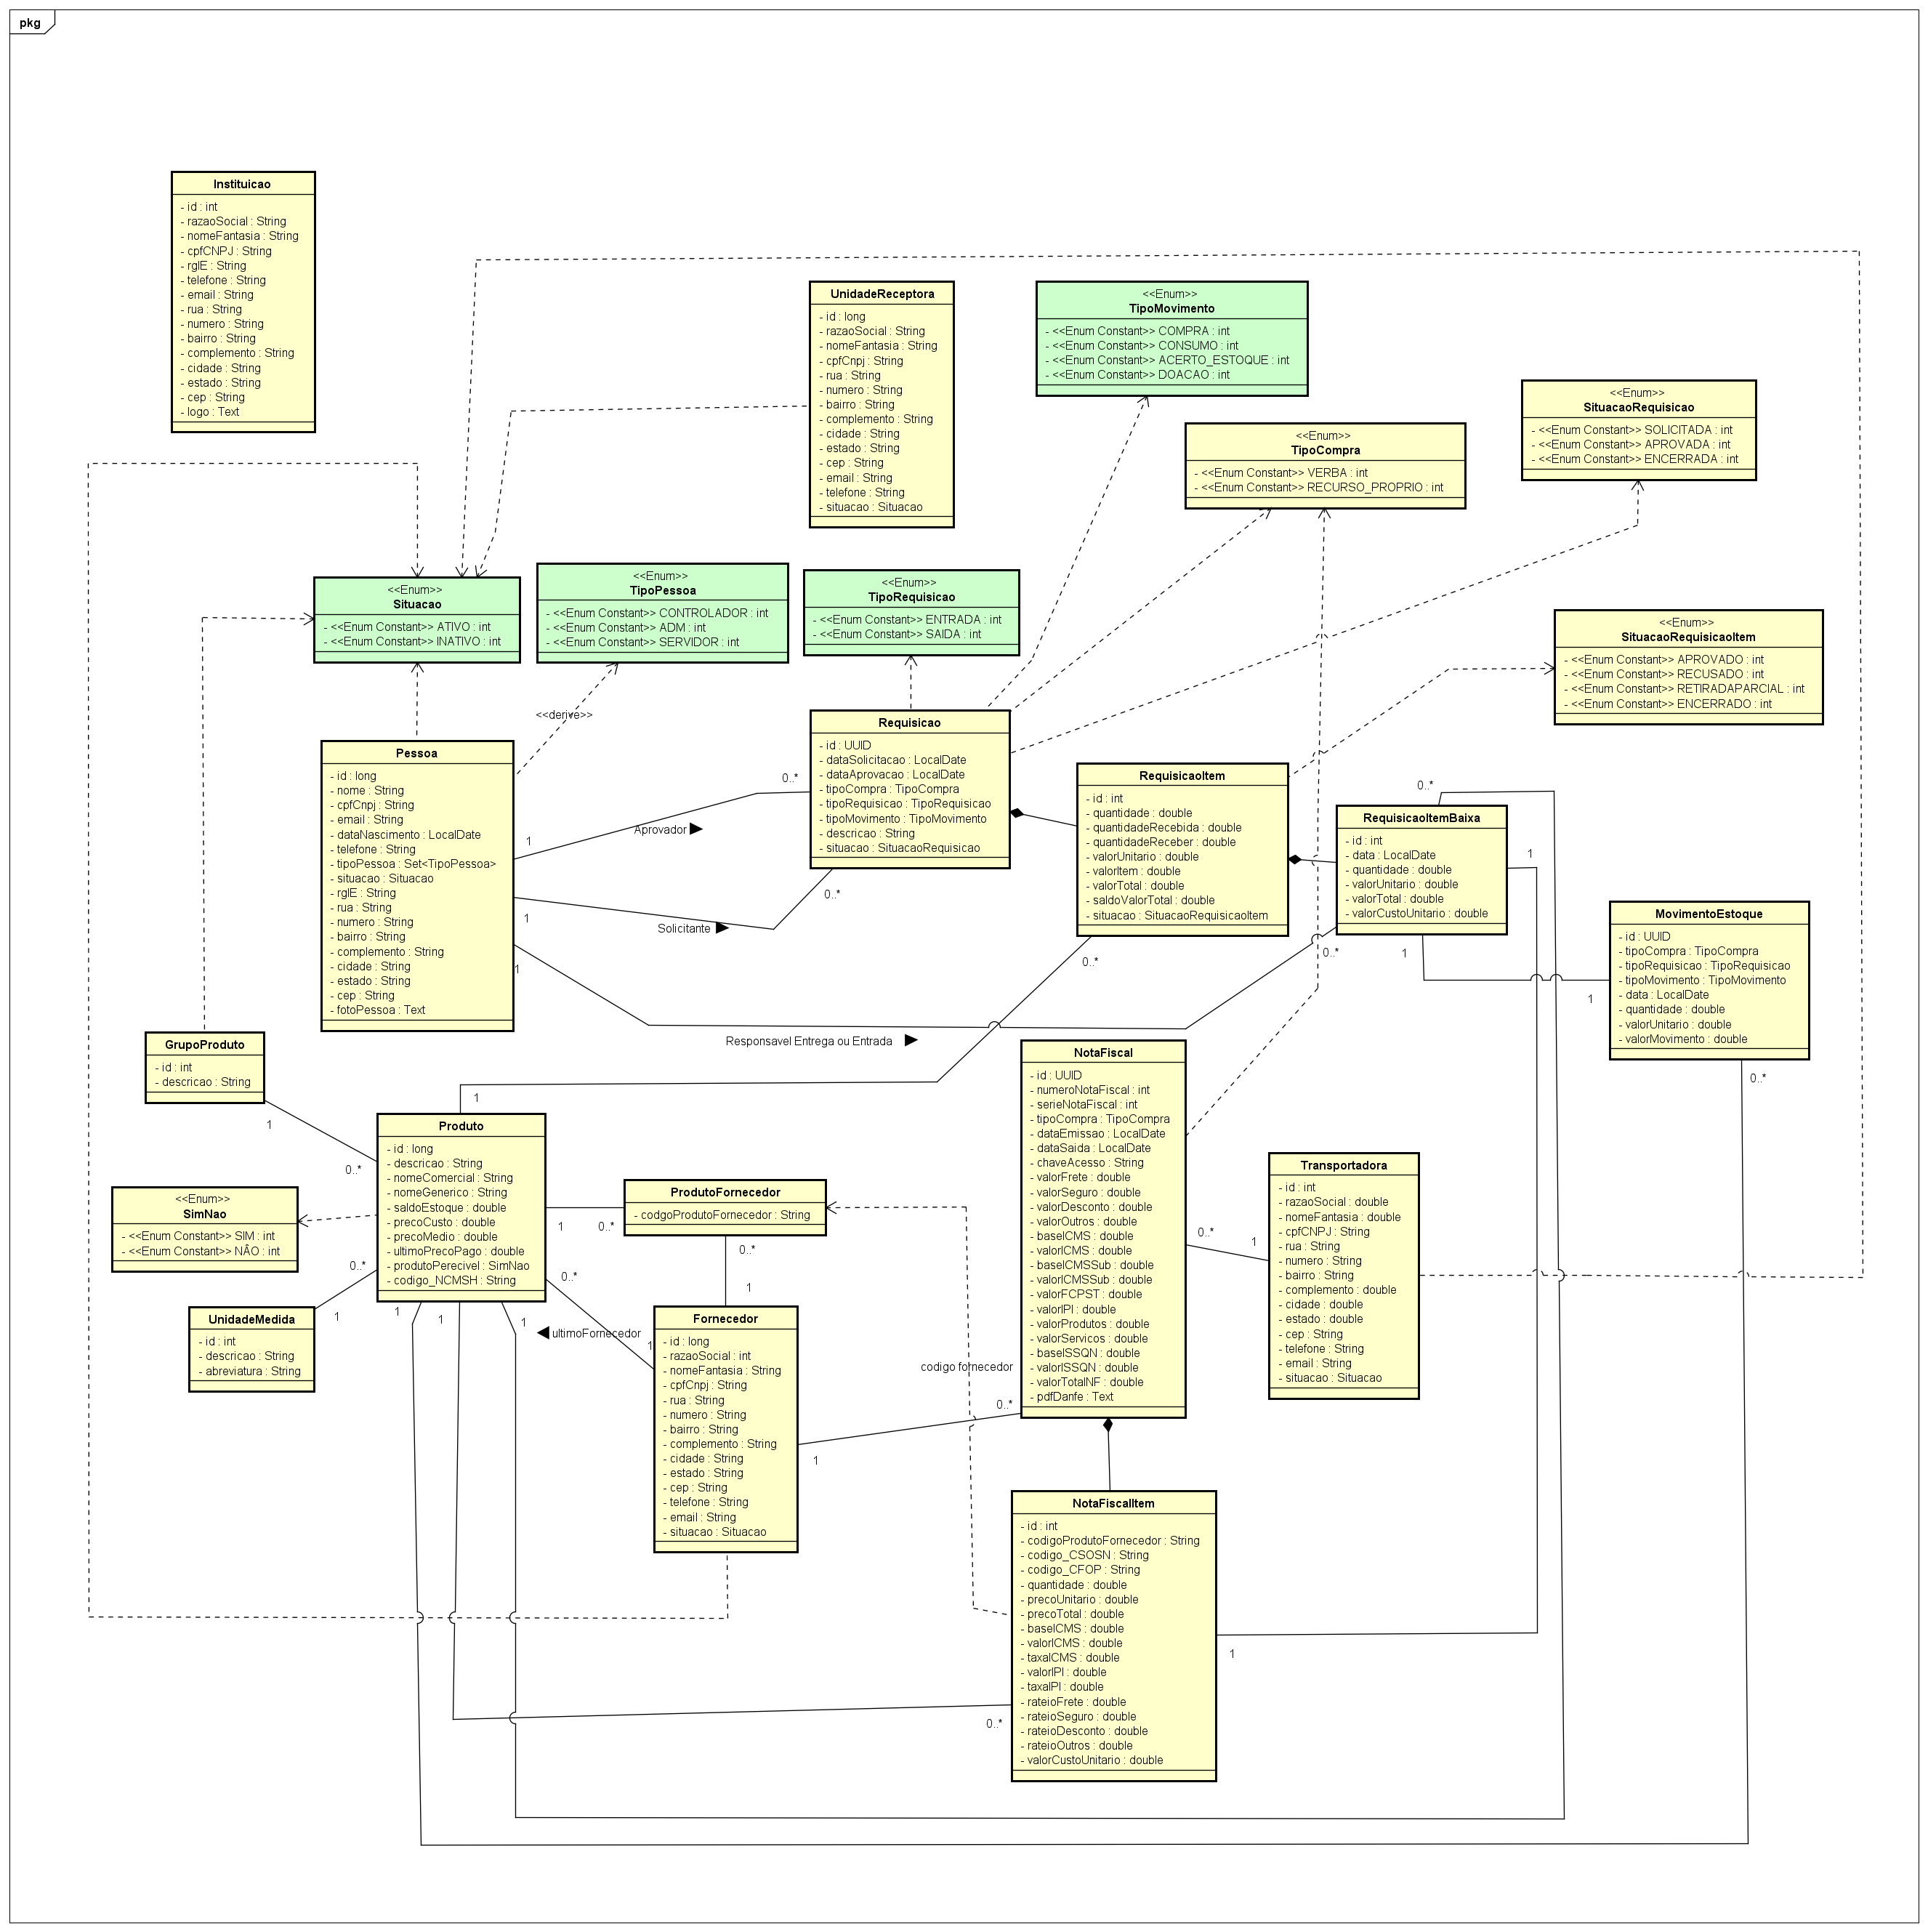 pkg
Instituicao
- id : int
- razaoSocial : String
- nomeFantasia : String
- cpfCNPJ : String
- rgIE : String
- telefone : String
- email : String
- rua : String
- numero : String
- bairro : String
- complemento : String
- cidade : String
- estado : String
- cep : String
- logo : Text
UnidadeReceptora
- id : long
- razaoSocial : String
- nomeFantasia : String
- cpfCnpj : String
- rua : String
- numero : String
- bairro : String
- complemento : String
- cidade : String
- estado : String
- cep : String
- email : String
- telefone : String
- situacao : Situacao
<<Enum>>
TipoMovimento
- <<Enum Constant>> COMPRA : int
- <<Enum Constant>> CONSUMO : int
- <<Enum Constant>> ACERTO_ESTOQUE : int
- <<Enum Constant>> DOACAO : int
<<Enum>>
TipoCompra
- <<Enum Constant>> VERBA : int
- <<Enum Constant>> RECURSO_PROPRIO : int
<<Enum>>
SituacaoRequisicao
- <<Enum Constant>> SOLICITADA : int
- <<Enum Constant>> APROVADA : int
- <<Enum Constant>> ENCERRADA : int
<<Enum>>
Situacao
- <<Enum Constant>> ATIVO : int
- <<Enum Constant>> INATIVO : int
<<Enum>>
TipoPessoa
- <<Enum Constant>> CONTROLADOR : int
- <<Enum Constant>> ADM : int
- <<Enum Constant>> SERVIDOR : int
<<Enum>>
TipoRequisicao
- <<Enum Constant>> ENTRADA : int
- <<Enum Constant>> SAIDA : int
<<Enum>>
SituacaoRequisicaoItem
- <<Enum Constant>> APROVADO : int
- <<Enum Constant>> RECUSADO : int
- <<Enum Constant>> RETIRADAPARCIAL : int
- <<Enum Constant>> ENCERRADO : int
<<derive>>
Pessoa
- id : long
- nome : String
- cpfCnpj : String
- email : String
- dataNascimento : LocalDate
- telefone : String
- tipoPessoa : Set<TipoPessoa>
- situacao : Situacao
- rgIE : String
- rua : String
- numero : String
- bairro : String
- complemento : String
- cidade : String
- estado : String
- cep : String
- fotoPessoa : Text
Requisicao
- id : UUID
- dataSolicitacao : LocalDate
- dataAprovacao : LocalDate
- tipoCompra : TipoCompra
- tipoRequisicao : TipoRequisicao
- tipoMovimento : TipoMovimento
- descricao : String
- situacao : SituacaoRequisicao
RequisicaoItem
- id : int
- quantidade : double
- quantidadeRecebida : double
- quantidadeReceber : double
- valorUnitario : double
- valorItem : double
- valorTotal : double
- saldoValorTotal : double
- situacao : SituacaoRequisicaoItem
RequisicaoItemBaixa
- id : int
- data : LocalDate
- quantidade : double
- valorUnitario : double
- valorTotal : double
- valorCustoUnitario : double
MovimentoEstoque
- id : UUID
- tipoCompra : TipoCompra
- tipoRequisicao : TipoRequisicao
- tipoMovimento : TipoMovimento
- data : LocalDate
- quantidade : double
- valorUnitario : double
- valorMovimento : double
0..*
1
Aprovador
0..*
1
Solicitante
1
0..*
Responsavel Entrega ou Entrada
0..*
1
0..*
1
1
1
0..*
GrupoProduto
- id : int
- descricao : String
1
0..*
Produto
- id : long
- descricao : String
- nomeComercial : String
- nomeGenerico : String
- saldoEstoque : double
- precoCusto : double
- precoMedio : double
- ultimoPrecoPago : double
- produtoPerecivel : SimNao
- codigo_NCMSH : String
<<Enum>>
SimNao
- <<Enum Constant>> SIM : int
- <<Enum Constant>> NÃO : int
0..*
1
UnidadeMedida
- id : int
- descricao : String
- abreviatura : String
ProdutoFornecedor
- codgoProdutoFornecedor : String
1
0..*
0..*
1
0..*
1
1
1
1
ultimoFornecedor
Fornecedor
- id : long
- razaoSocial : int
- nomeFantasia : String
- cpfCnpj : String
- rua : String
- numero : String
- bairro : String
- complemento : String
- cidade : String
- estado : String
- cep : String
- telefone : String
- email : String
- situacao : Situacao
codigo fornecedor
0..*
1
NotaFiscal
- id : UUID
- numeroNotaFiscal : int
- serieNotaFiscal : int
- tipoCompra : TipoCompra
- dataEmissao : LocalDate
- dataSaida : LocalDate
- chaveAcesso : String
- valorFrete : double
- valorSeguro : double
- valorDesconto : double
- valorOutros : double
- baseICMS : double
- valorICMS : double
- baseICMSSub : double
- valorICMSSub : double
- valorFCPST : double
- valorIPI : double
- valorProdutos : double
- valorServicos : double
- baseISSQN : double
- valorISSQN : double
- valorTotalNF : double
- pdfDanfe : Text
0..*
1
Transportadora
- id : int
- razaoSocial : double
- nomeFantasia : double
- cpfCNPJ : String
- rua : String
- numero : String
- bairro : String
- complemento : double
- cidade : double
- estado : double
- cep : String
- telefone : String
- email : String
- situacao : Situacao
NotaFiscalItem
- id : int
- codigoProdutoFornecedor : String
- codigo_CSOSN : String
- codigo_CFOP : String
- quantidade : double
- precoUnitario : double
- precoTotal : double
- baseICMS : double
- valorICMS : double
- taxaICMS : double
- valorIPI : double
- taxaIPI : double
- rateioFrete : double
- rateioSeguro : double
- rateioDesconto : double
- rateioOutros : double
- valorCustoUnitario : double
1
0..*